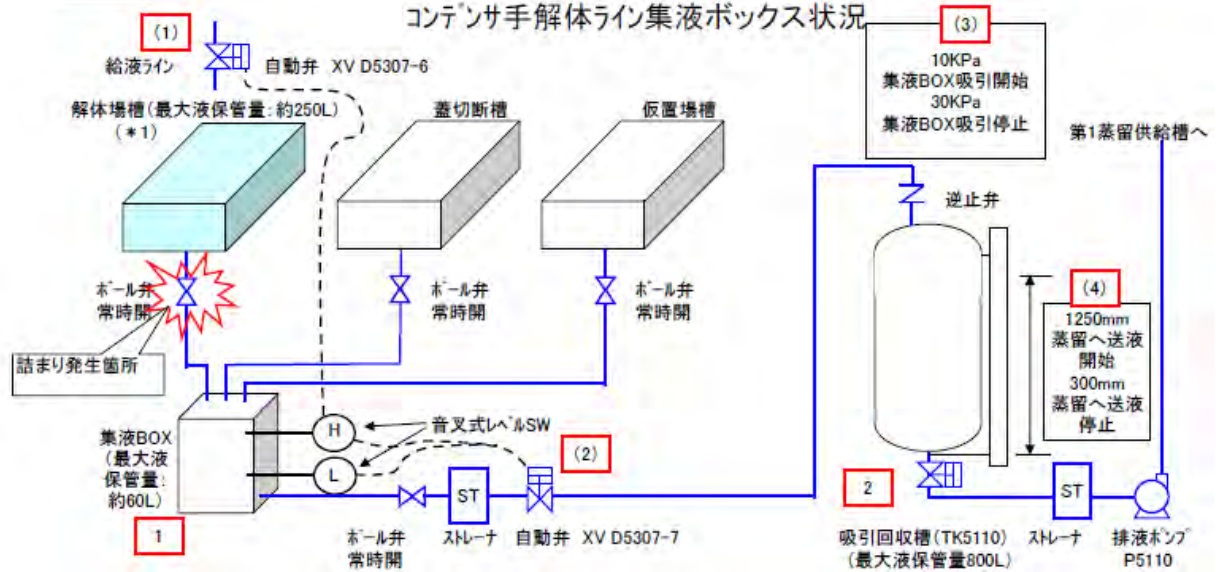 コンデンサ手解体ライン集液ボックス状況
(1)
給液ライン
自動弁 XV D5307-6
解体場槽(最大液保管量:約250L)
(*1)
蓋切断槽
仮置場槽
(3)
10KPa
集液BOX吸引開始
30KPa
集液BOX吸引停止
第1蒸留供給槽へ
逆止弁
ボール弁
常時開
ボール弁
常時開
ボール弁
常時開
詰まり発生箇所
(4)
1250mm
蒸留へ送液
開始
300mm
蒸留へ送液
停止
集液BOX
(最大液
保管量:
約60L)
1
H
L
音叉式レベルSW
(2)
ST
ボール弁
常時開
ストレーナ
自動弁 XV D5307-7
2
吸引回収槽(TK5110)
(最大液保管量800L)
ST
ストレーナ
排液ポンプ
P5110